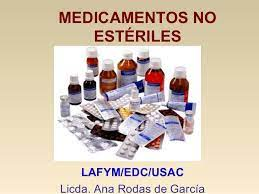 MEDICAMENTOS NO
ESTÉRILES
LAFYM/EDC/USAC
Licda. Ana Rodas de García